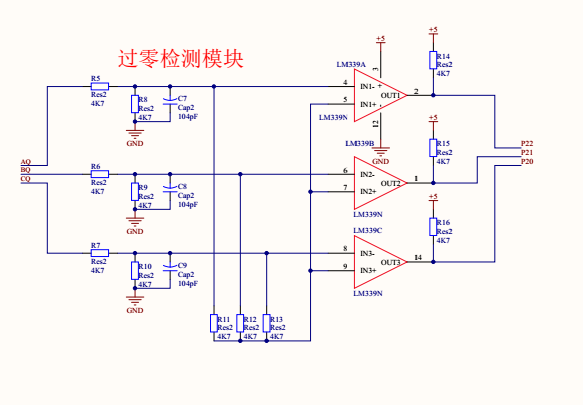 过零检测模块
+5
+5
LM339A
R14
Res2
4K7
R5
Res2
4K7
3
4
IN1-
+
2
OUT1
R8
Res2
4K7
C7
Cap2
104pF
5
IN1+
LM339N
12
GND
+5
LM339B
R15
Res2
4K7
P22
P21
P20
GND
AQ
BQ
CQ
R6
Res2
4K7
6
IN2-
1
OUT2
R9
Res2
4K7
C8
Cap2
104pF
7
IN2+
LM339N
+5
GND
LM339C
R16
Res2
4K7
R7
Res2
4K7
8
IN3-
14
OUT3
R10
Res2
4K7
C9
Cap2
104pF
9
IN3+
LM339N
GND
R11
Res2
4K7
R12
Res2
4K7
R13
Res2
4K7